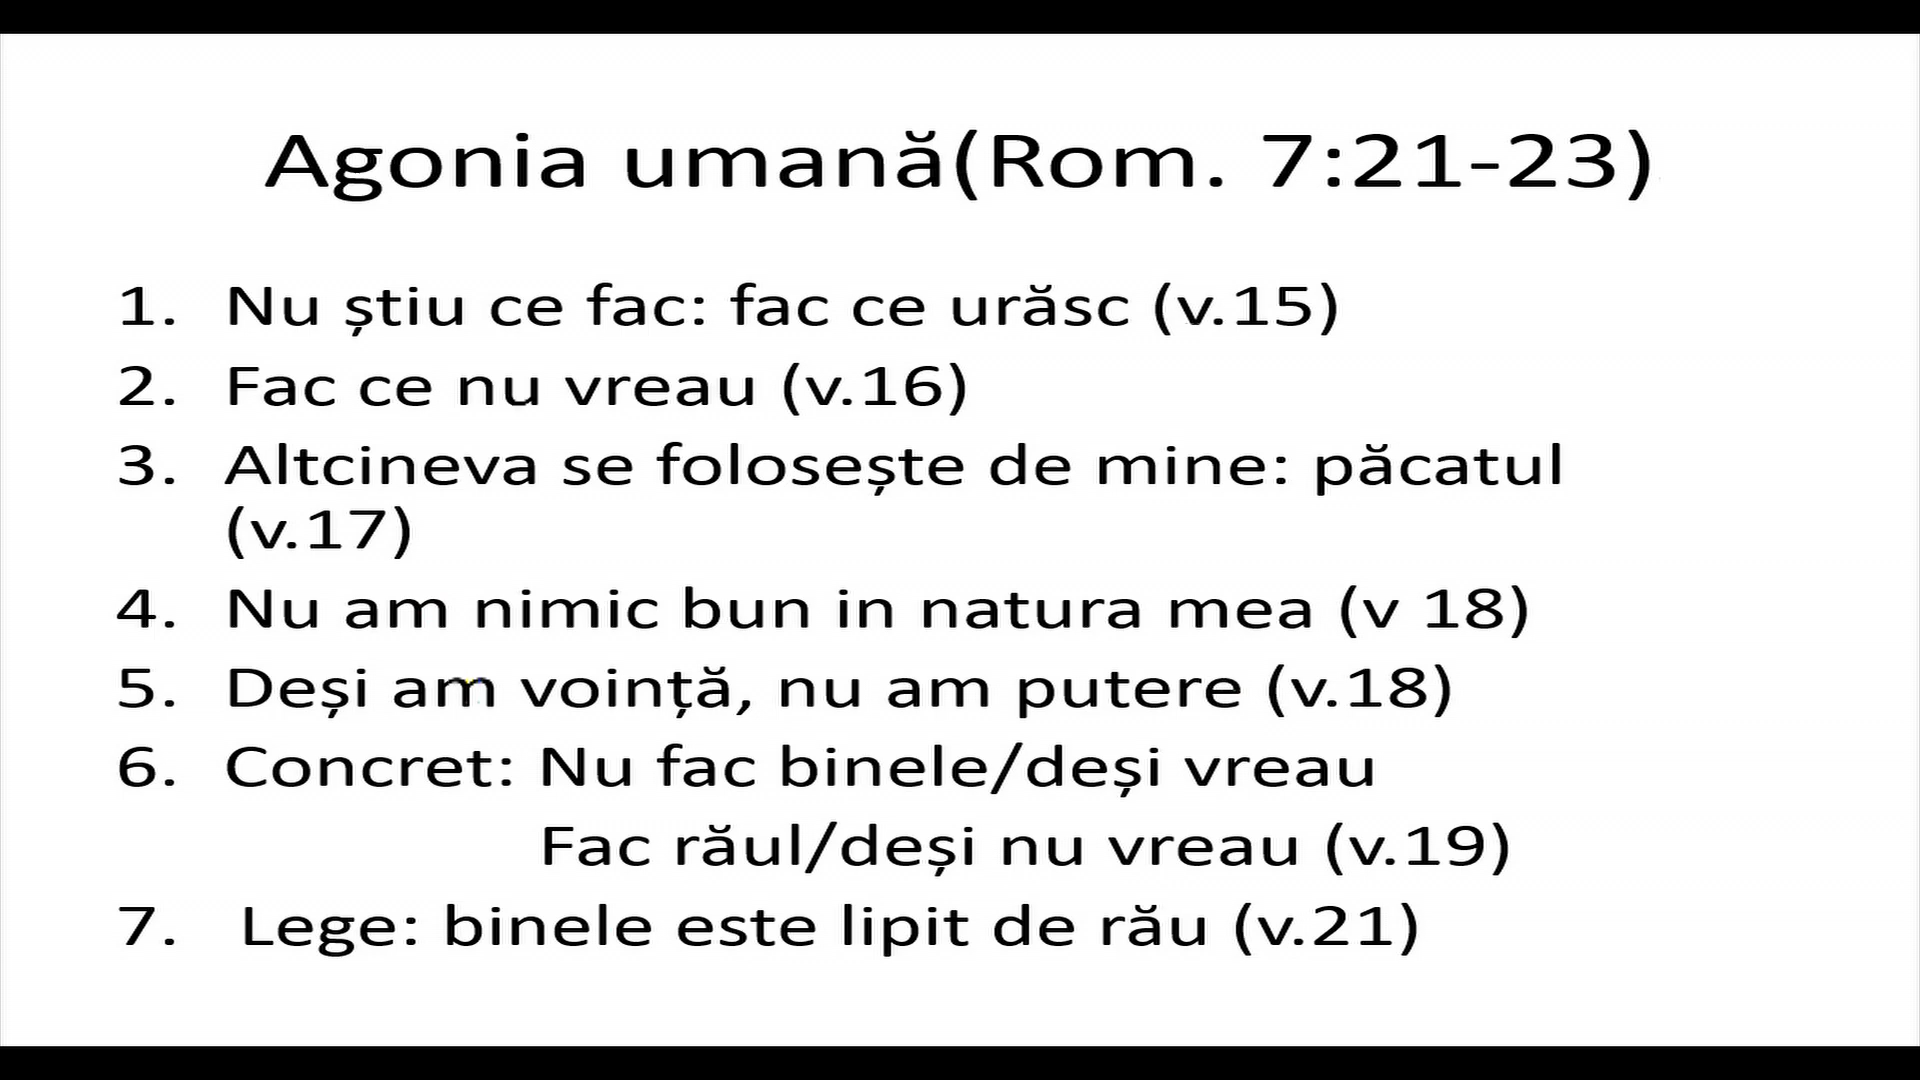 Agonia umană(Rom. 7:21-23)
1. Nu știu ce fac: fac ce urăsc (v.15)
2. Fac ce nu vreau (v.16)
3. Altcineva se folosește de mine: păcatul
(v.17)
4. Nu am nimic bun in natura mea (v 18)
5. Deși am voință, nu am putere (v.18)
6. Concret: Nu fac binele/deși vreau
Fac răul/deși nu vreau (v.19)
7. Lege: binele este lipit de rău (v.21)